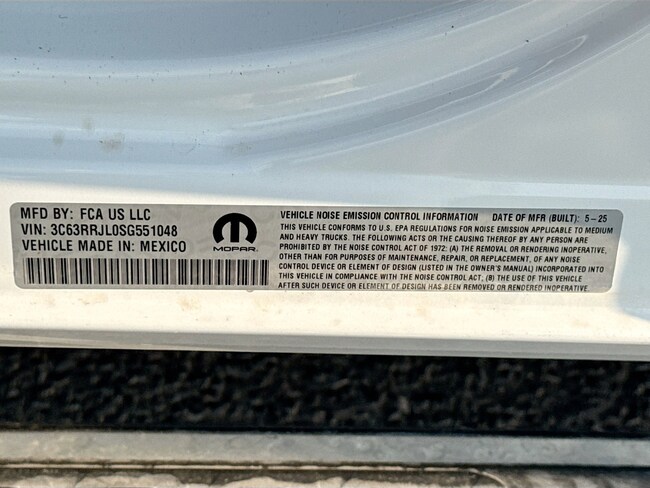 MFD BY: FCA US LLC
VIN: 3C63RRJL0SG551048
VEHICLE MADE IN: MEXICO
MOPAR.
VEHICLE NOISE EMISSION CONTROL INFORMATION DATE OF MFR (BUILT): 5-25
THIS VEHICLE CONFORMS TO U.S. EPA REGULATIONS FOR NOISE EMISSION APPLICABLE TO MEDIUM
AND HEAVY TRUCKS. THE FOLLOWING ACTS OR THE CAUSING THEREOF BY ANY PERSON ARE
PROHIBITED BY THE NOISE CONTROL ACT OF 1972: (A) THE REMOVAL OR RENDERING INOPERATIVE,
OTHER THAN FOR PURPOSES OF MAINTENANCE, REPAIR, OR REPLACEMENT, OF ANY NOISE
CONTROL DEVICE OR ELEMENT OF DESIGN (LISTED IN THE OWNER'S MANUAL) INCORPORATED INTO
THIS VEHICLE IN COMPLIANCE WITH THE NOISE CONTROL ACT; (B) THE USE OF THIS VEHICLE
AFTER SUCH DEVICE OR ELEMENT OF DESIGN HAS BEEN REMOVED OR RENDERED INOPERATIVE